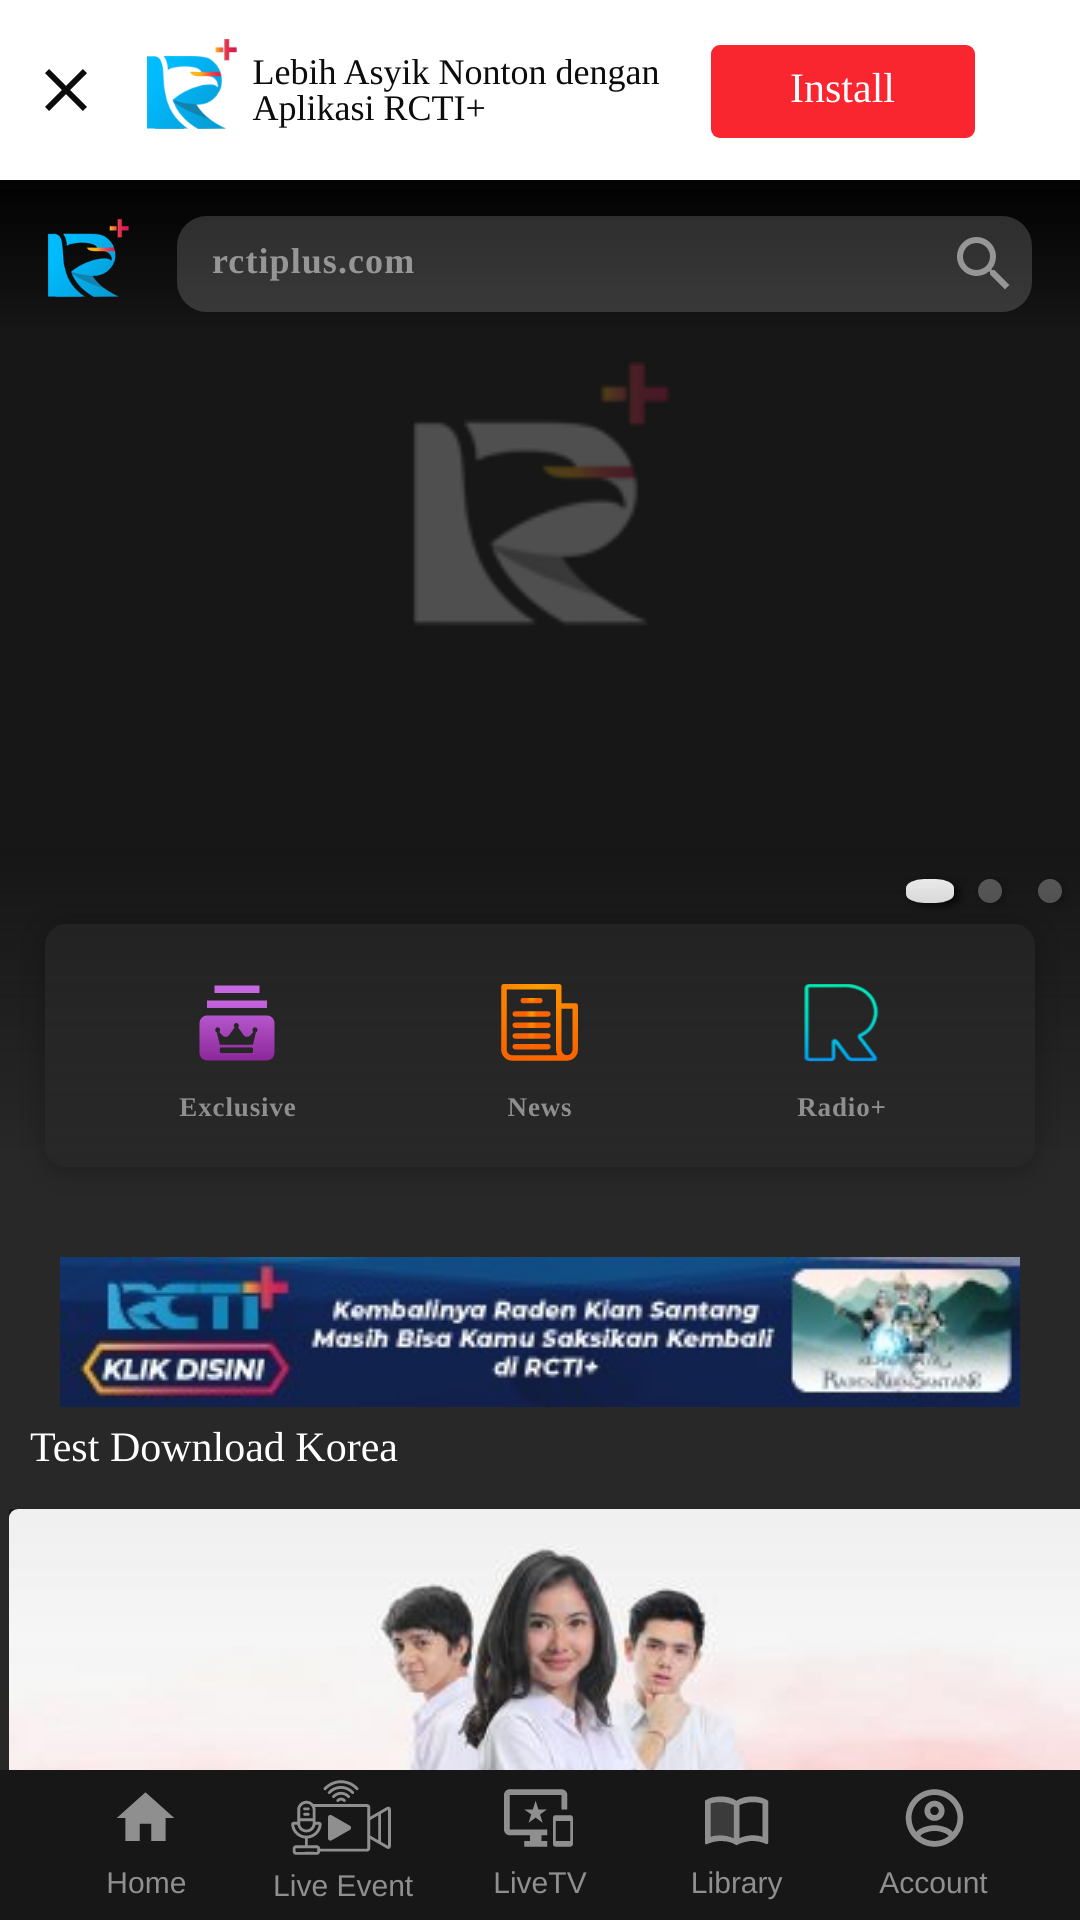 Lebih Asyik Nonton dengan
Aplikasi RCTI+
Install
rctiplus.com
Exclusive
News
Radio+
RCTI+
KLIK DISINI
Kembalinya Raden Kian Santang
Masih Bisa Kamu Saksikan Kembali
di RCTI+
Raden Kian Santang
Test Download Korea
Home
Live Event
LiveTV
Library
Account